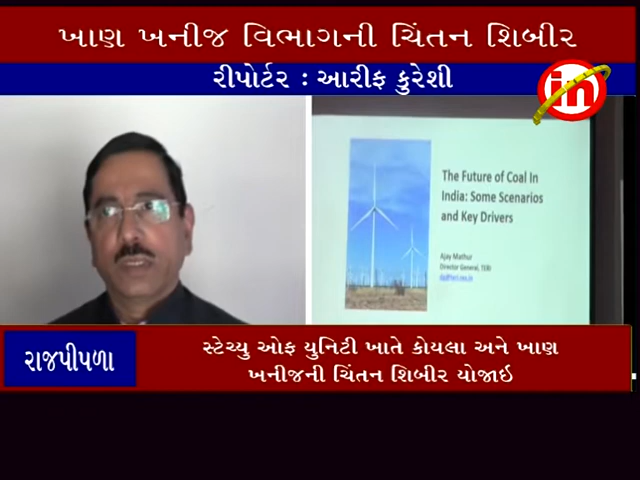 ખાણ ખનીજ વિભાગની ચિંતન શિબીર
રીપોર્ટર : આરીફ કુરેશી
in
The Future of Coal In
India: Some Scenarios
and Key Drivers
Ajay Mathur
Director General, TERI
રાજપીપળા
સ્ટેચ્યુ ઓફ યુનિટી ખાતે કોયલા અને ખાણ
ખનીજની ચિંતન શિબીર યોજાઇ